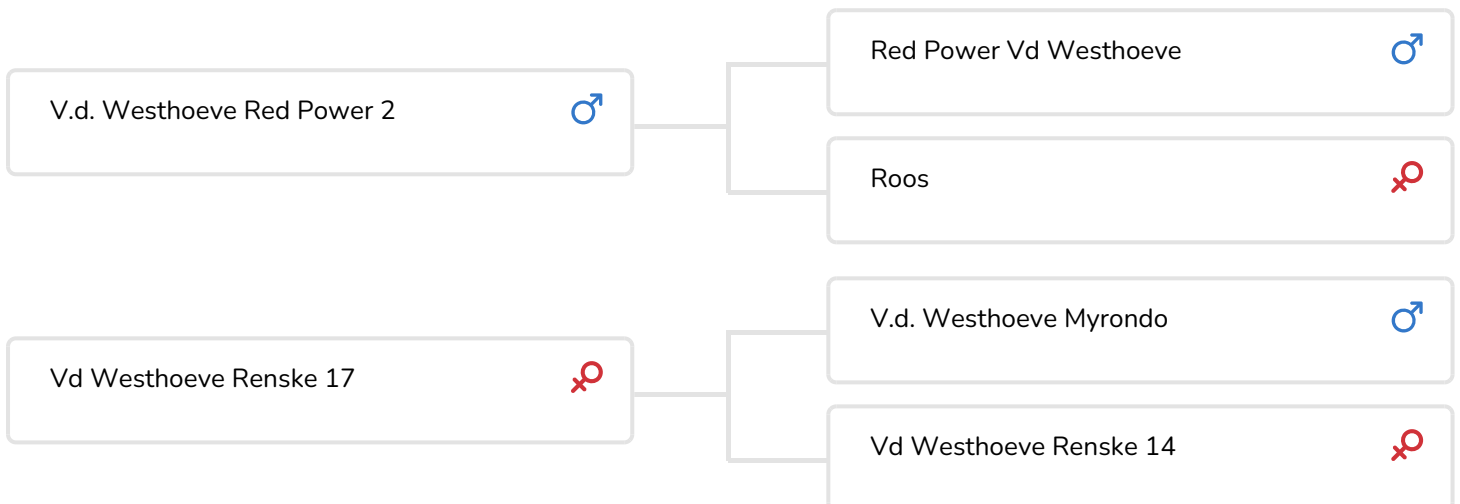 Red Power Vd Westhoeve
V.d. Westhoeve Red Power 2
Roos
V.d. Westhoeve Myrondo
Vd Westhoeve Renske 17
Vd Westhoeve Renske 14